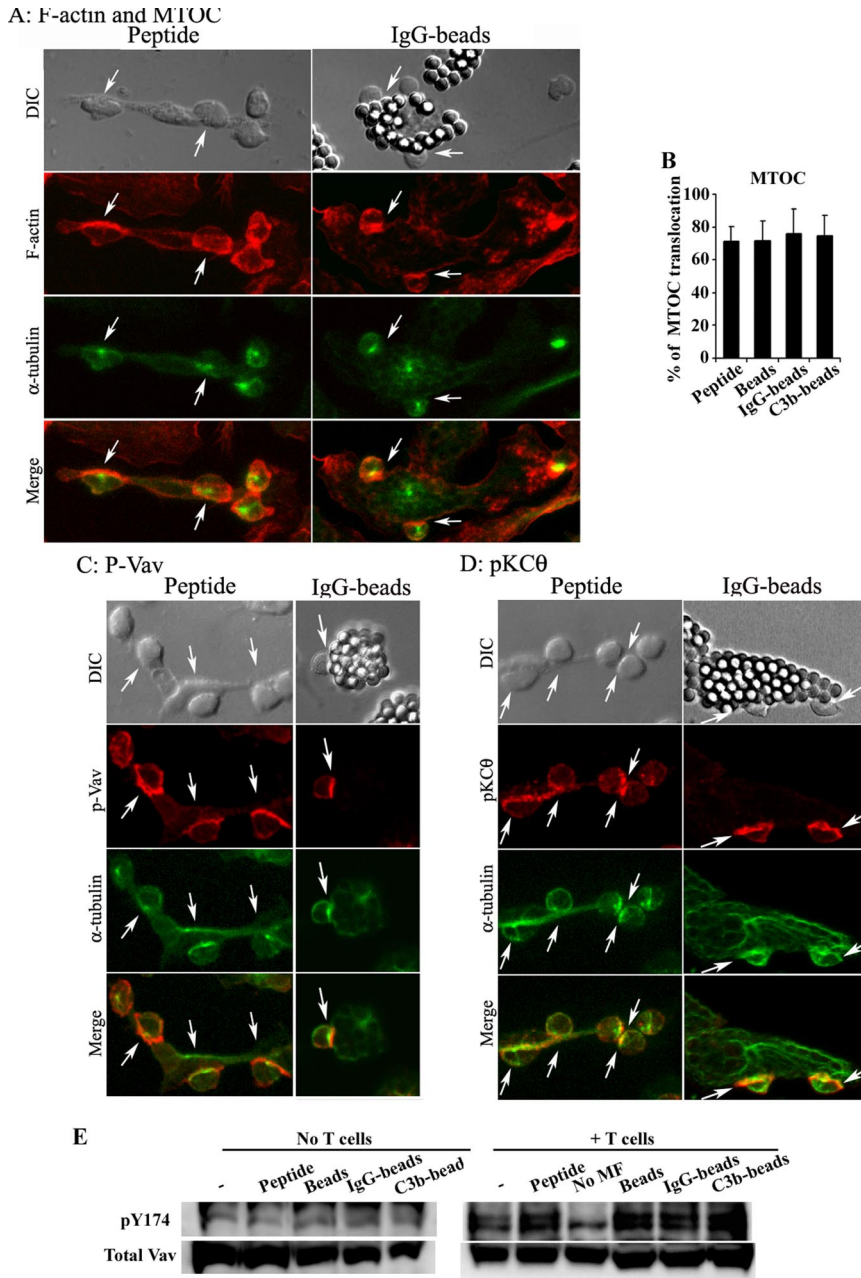 A: F-actin and MTOC
Peptide IgG-beads
DIC
F-actin
α-tubulin
Merge
B
MTOC
% of MTOC translocation
100
80
60
40
20
0
Peptide
Beads
IgG-beads
C3b-beads
C: P-Vav
Peptide IgG-beads
DIC
p-Vav
α-tubulin
Merge
D: pKCθ
Peptide IgG-beads
DIC
pKCθ
α-tubulin
Merge
E
No T cells + T cells
- Peptide Beads IgG-beads C3b-bead - Peptide No MF Beads IgG-beads C3b-beads
pY174
Total Vav